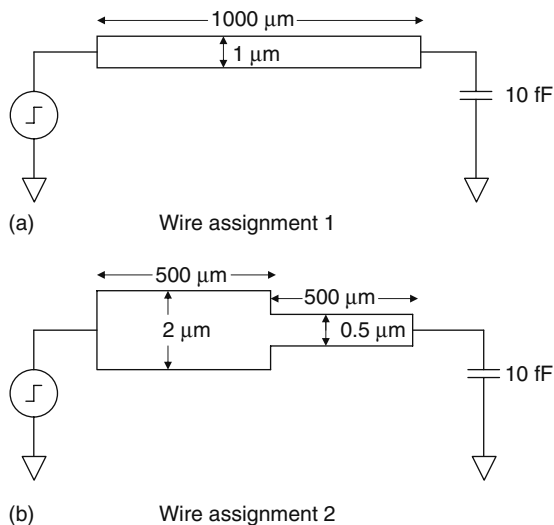 1000 μm
1 μm
10 fF
(a) Wire assignment 1
500 μm 500 μm
2 μm 0.5 μm
10 fF
(b) Wire assignment 2